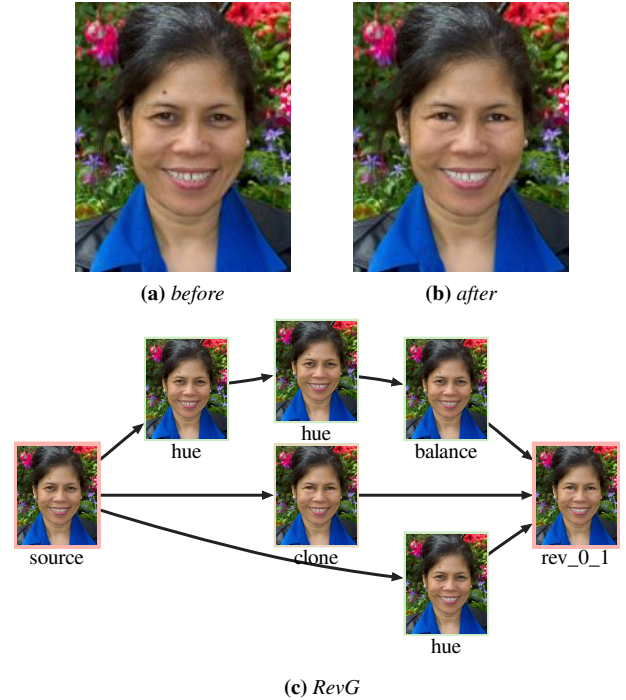 (a) before
(b) after
hue
hue
balance
source
clone
rev_0_1
hue
(c) RevG